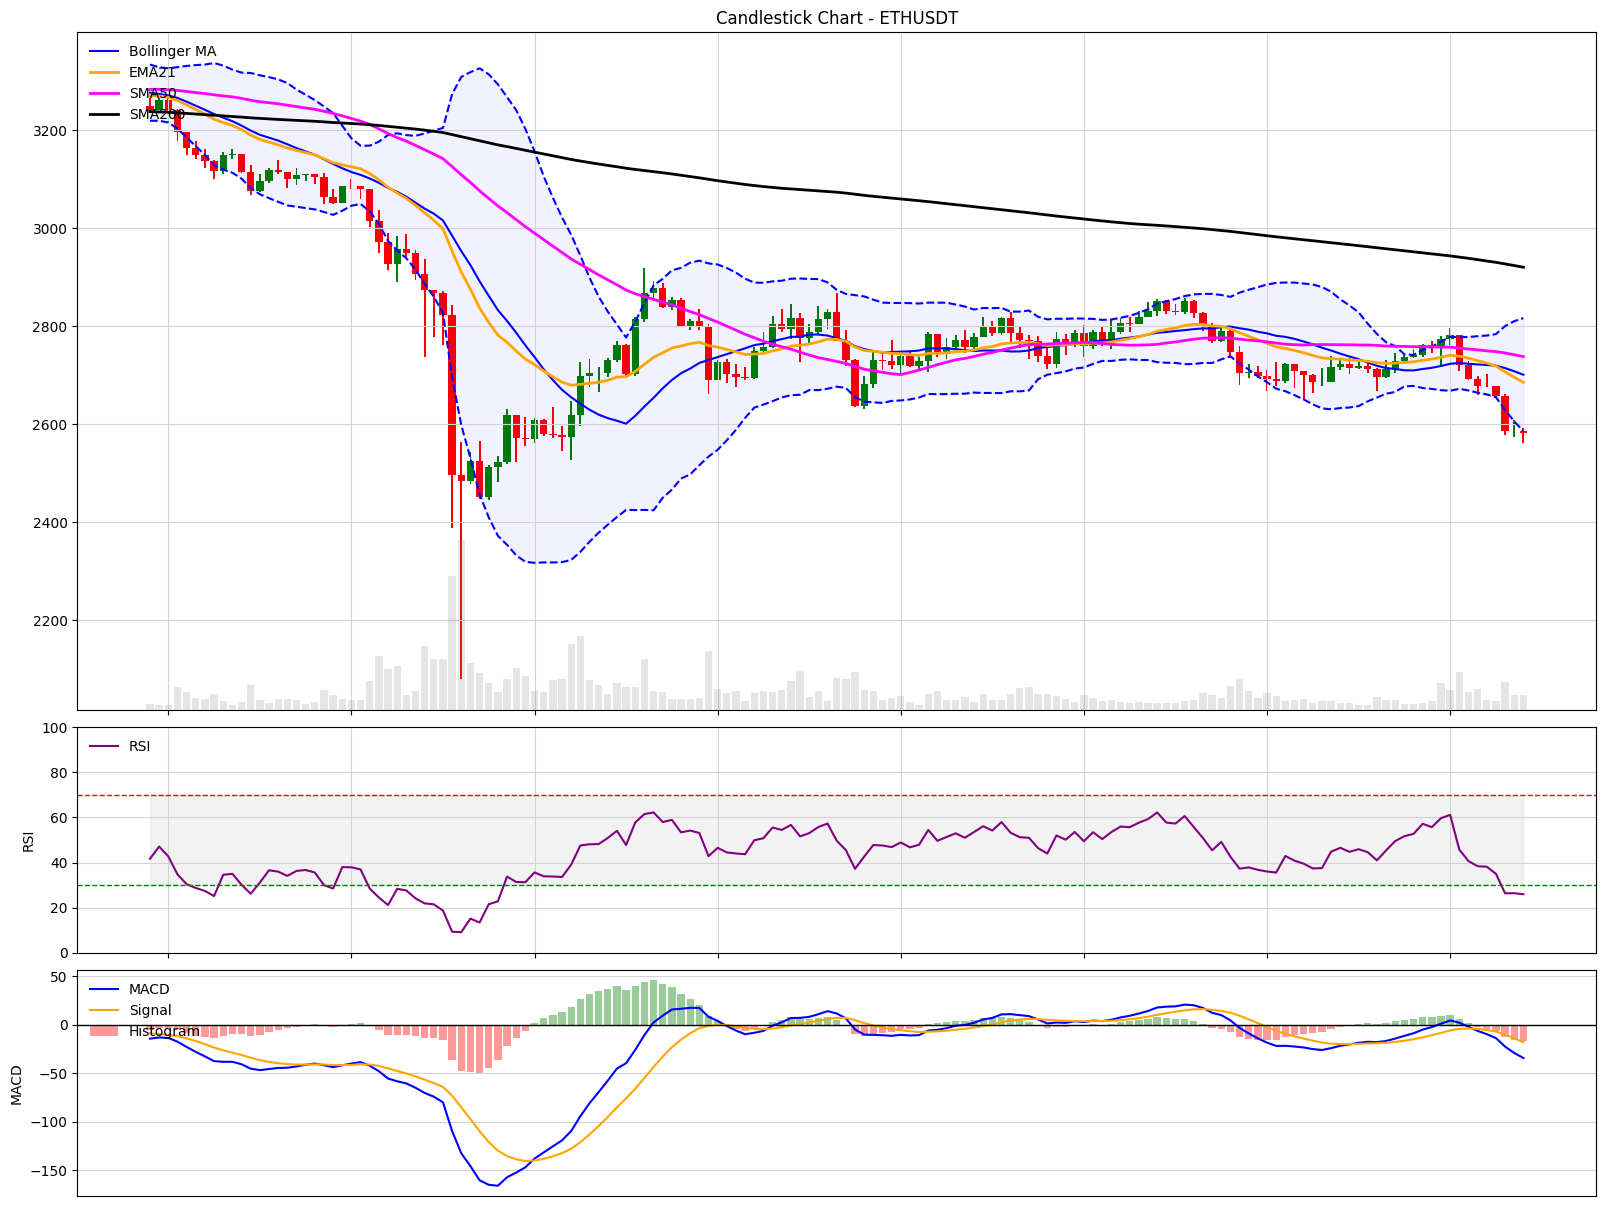 Candlestick Chart - ETHUSDT
Bollinger MA
EMA21
SMA50
SMA200
3200
3000
2800
2600
2400
2200
RSI
100
80
60
40
20
0
RSI
MACD
Signal
Histogram
50
0
−50
−100
−150
MACD